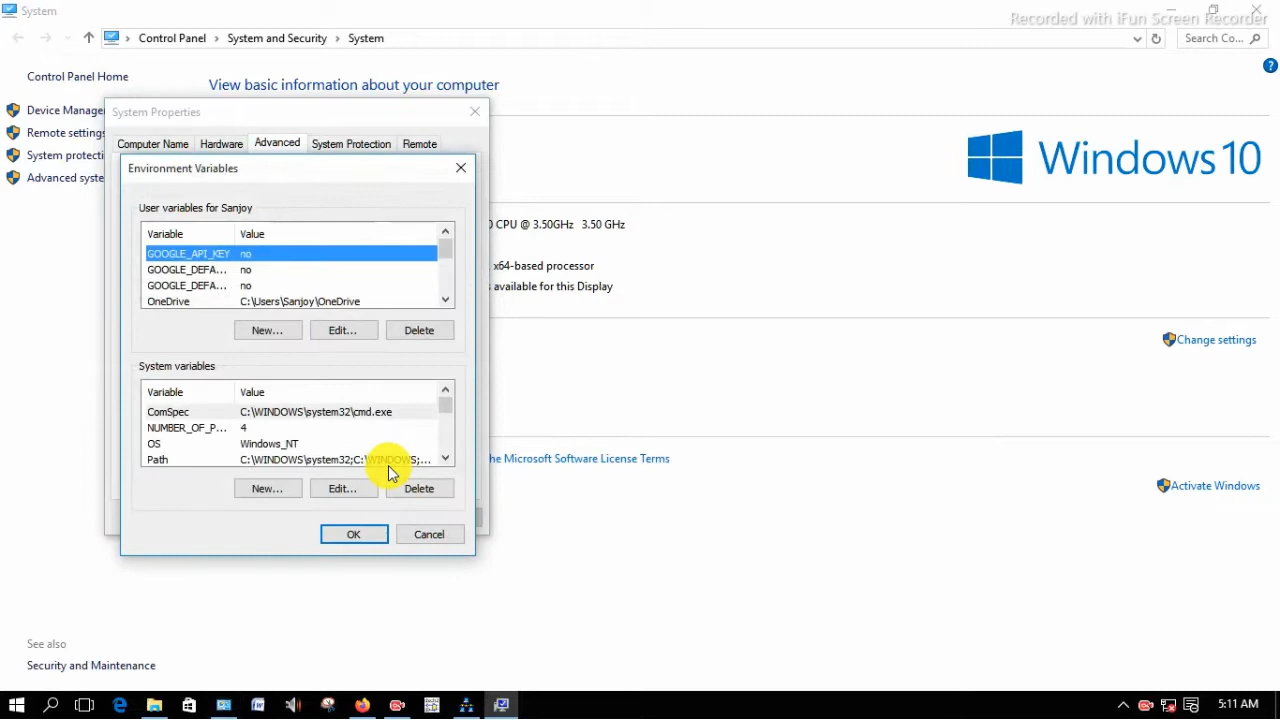 System
Recorded with iFun Screen Recorder
Control Panel
System and Security
System
Search Co...
Control Panel Home
View basic information about your computer
Device Manage
Remote settings
System protecti
Advanced syste
System Properties
Computer Name
Hardware
Advanced
System Protection
Remote
Windows 10
Environment Variables
User variables for Sanjoy
Variable Value
GOOGLE_API_KEY no
GOOGLE_DEFA... no
GOOGLE_DEFA... no
OneDrive C:\Users\Sanjoy\OneDrive
New... Edit... Delete
System variables
Variable Value
ComSpec C:\WINDOWS\system32\cmd.exe
NUMBER_OF_P... 4
OS Windows_NT
Path C:\WINDOWS\system32;C:\WINDOWS;...
New... Edit... Delete
OK Cancel
0 CPU @ 3.50GHz 3.50 GHz
x64-based processor
s available for this Display
Change settings
he Microsoft Software License Terms
Activate Windows
See also
Security and Maintenance
5:11 AM